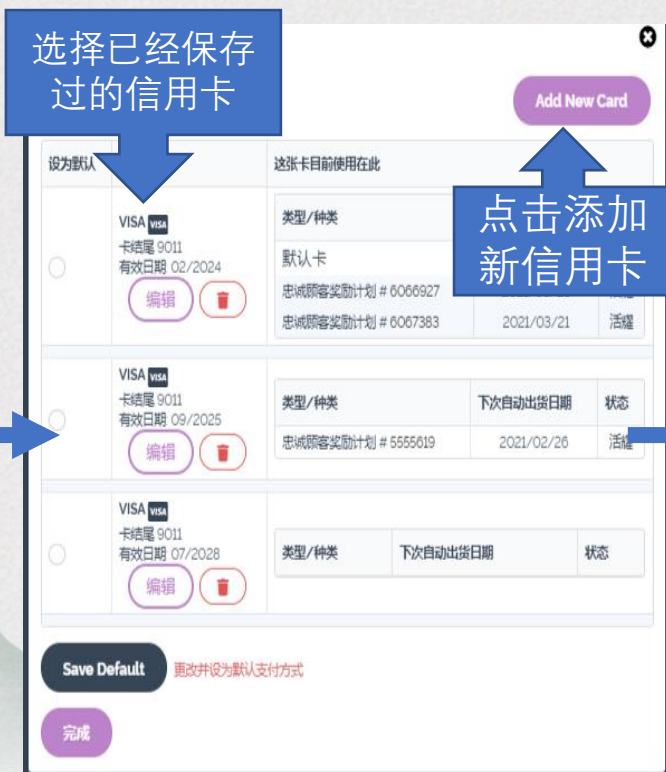 选择已经保存
过的信用卡
Add New Card
设为默认
这张卡目前使用在此
点击添加
新信用卡
VISA VISA
卡结尾 9011
有效日期 02/2024
编辑
类型/种类
默认卡
忠诚顾客奖励计划 # 6066927
忠诚顾客奖励计划 # 6067383 2021/03/21 活耀
VISA VISA
卡结尾 9011
有效日期 09/2025
编辑
类型/种类 下次自动出货日期 状态
忠诚顾客奖励计划 # 5555619 2021/02/26 活耀
VISA VISA
卡结尾 9011
有效日期 07/2028
编辑
类型/种类 下次自动出货日期 状态
Save Default 更改并设为默认支付方式
完成